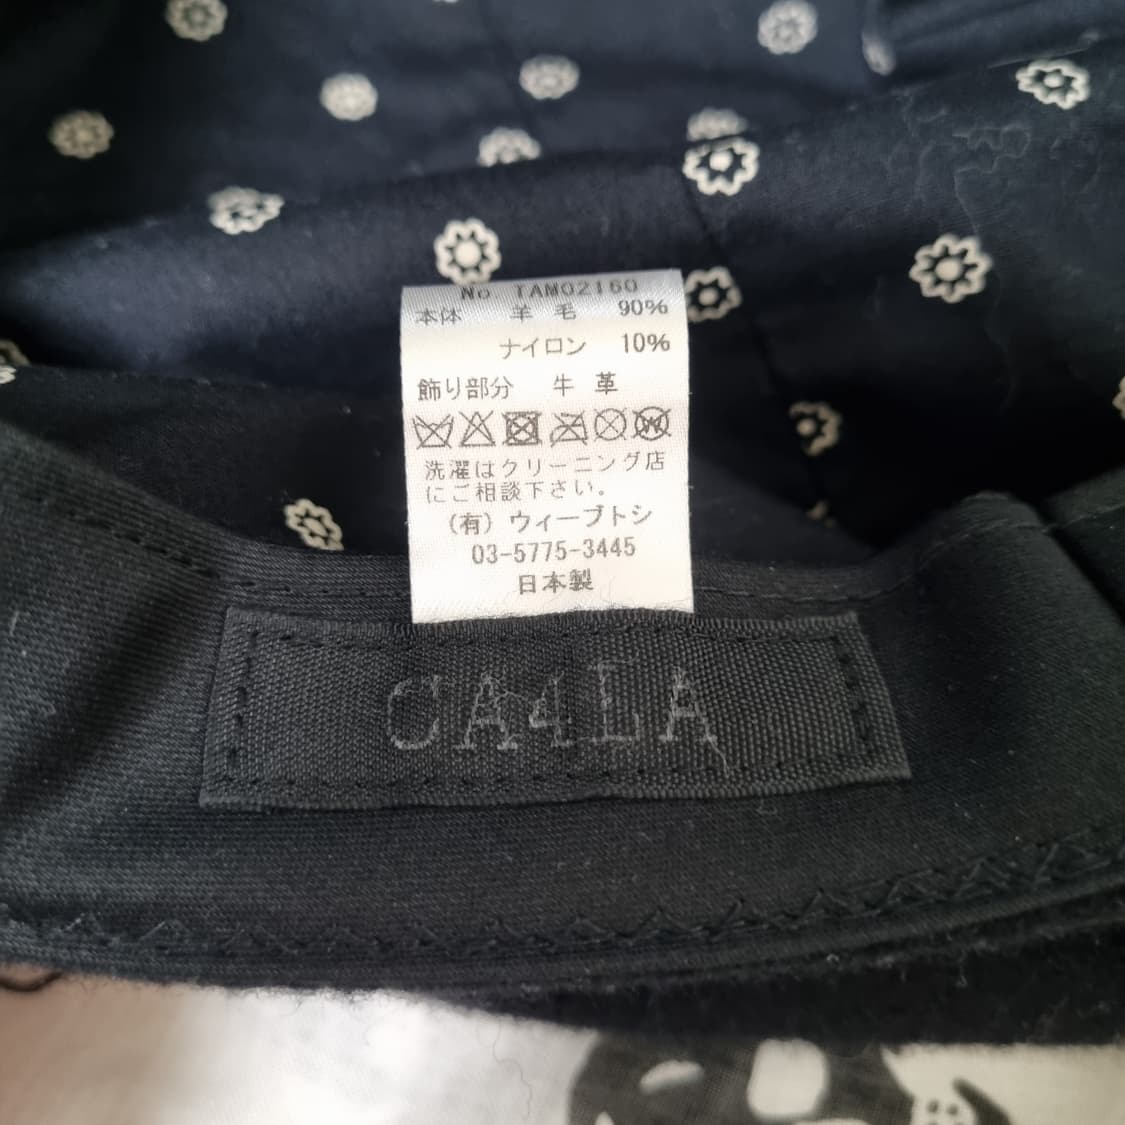 No. TAM02160
本体 羊 毛 90%
ナイロン 10%
飾り部分 牛 革
洗濯はクリーニング店
にご相談下さい。
(有) ウィーブトシ
03-5775-3445
日本製
CA4LA